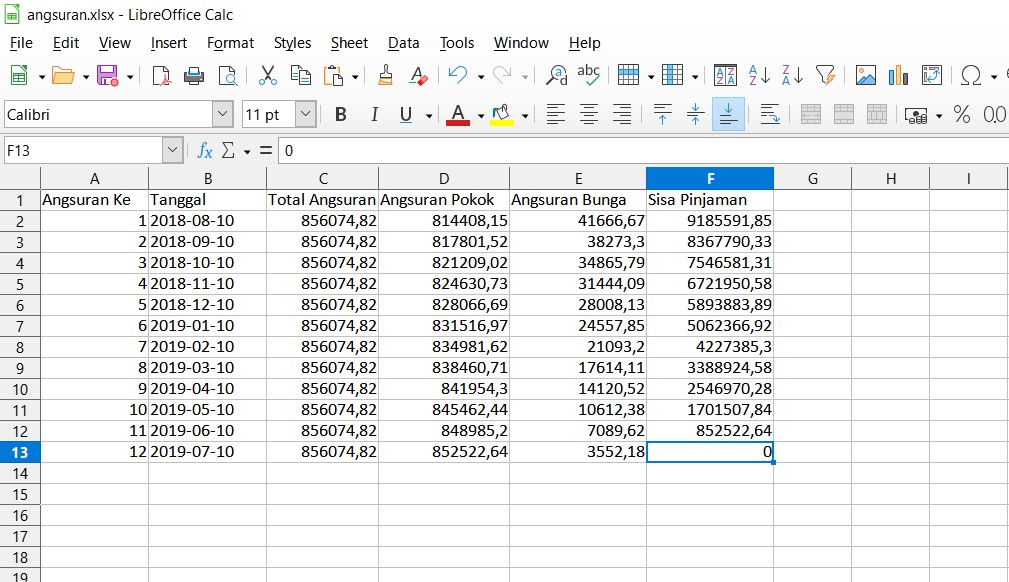 angsuran.xlsx - LibreOffice Calc
File Edit View Insert Format Styles Sheet Data Tools Window Help
abc
Calibri 11 pt B I U A % 0.0
F13 fx Σ = 0
A B C D E F G H I
1 Angsuran Ke Tanggal Total Angsuran Angsuran Pokok Angsuran Bunga Sisa Pinjaman
2 1 2018-08-10 856074,82 814408,15 41666,67 9185591,85
3 2 2018-09-10 856074,82 817801,52 38273,3 8367790,33
4 3 2018-10-10 856074,82 821209,02 34865,79 7546581,31
5 4 2018-11-10 856074,82 824630,73 31444,09 6721950,58
6 5 2018-12-10 856074,82 828066,69 28008,13 5893883,89
7 6 2019-01-10 856074,82 831516,97 24557,85 5062366,92
8 7 2019-02-10 856074,82 834981,62 21093,2 4227385,3
9 8 2019-03-10 856074,82 838460,71 17614,11 3388924,58
10 9 2019-04-10 856074,82 841954,3 14120,52 2546970,28
11 10 2019-05-10 856074,82 845462,44 10612,38 1701507,84
12 11 2019-06-10 856074,82 848985,2 7089,62 852522,64
13 12 2019-07-10 856074,82 852522,64 3552,18 0
14
15
16
17
18
19